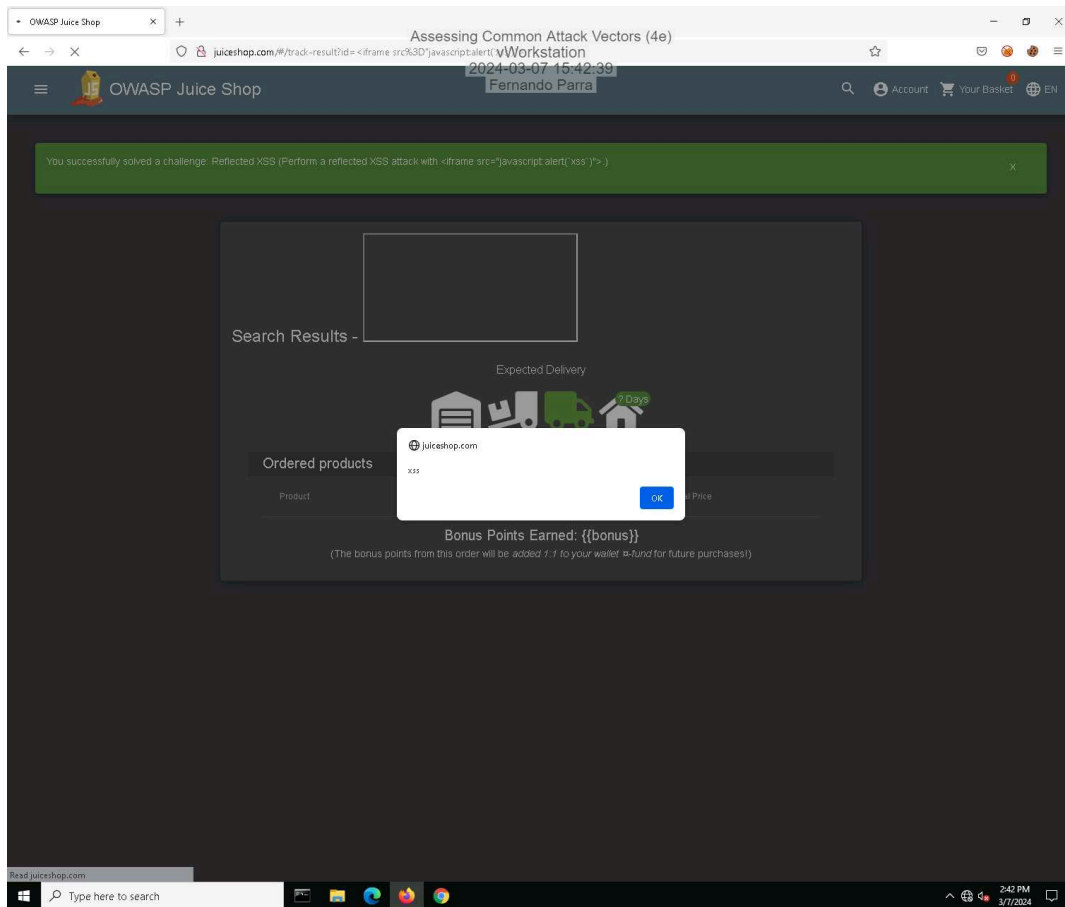 OWASP Juice Shop
Assessing Common Attack Vectors (4e)
juiceshop.com/#/track-result?id=<iframe src%3D"javascript:alert(
vWorkstation
2024-03-07 15:42:39
Fernando Parra
OWASP Juice Shop
Account
0
Your Basket
EN
You successfully solved a challenge: Reflected XSS (Perform a reflected XSS attack with <iframe src="javascript:alert(`xss`)">.)
X
Search Results -
Expected Delivery
? Days
juiceshop.com
xss
OK
Ordered products
Product
Price
Bonus Points Earned: {{bonus}}
(The bonus points from this order will be added 1:1 to your wallet ¤-fund for future purchases!)
Read juiceshop.com
Type here to search
2:42 PM
3/7/2024